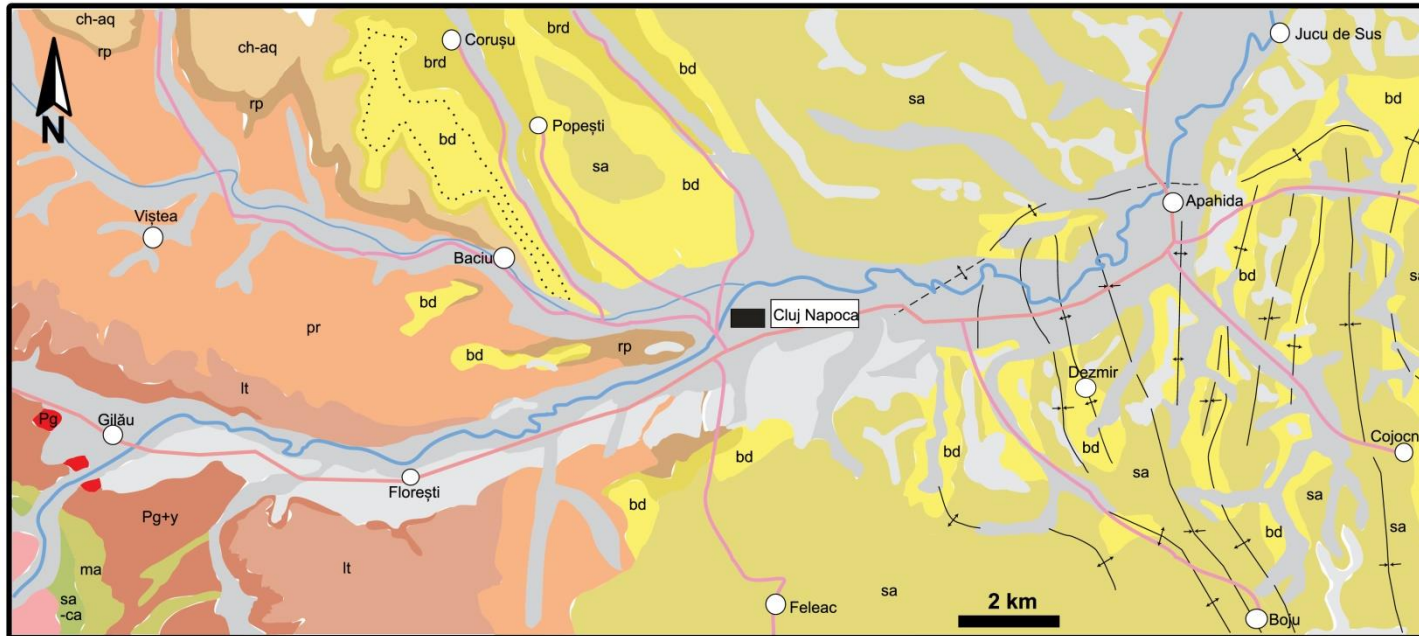 ch-aq
rp
ch-aq
rp
brd
Corușu
brd
bd
Jucu de Sus
bd
sa
Popești
bd
sa
bd
N
Viștea
Apahida
Baciu
bd
sa
bd
Cluj Napoca
pr
bd
rp
lt
Dezmir
Pg
Gilău
bd
bd
Cojocn
bd
sa
sa
Florești
bd
Pg+y
bd
sa
lt
ma
sa
-ca
sa
2 km
Feleac
Boju